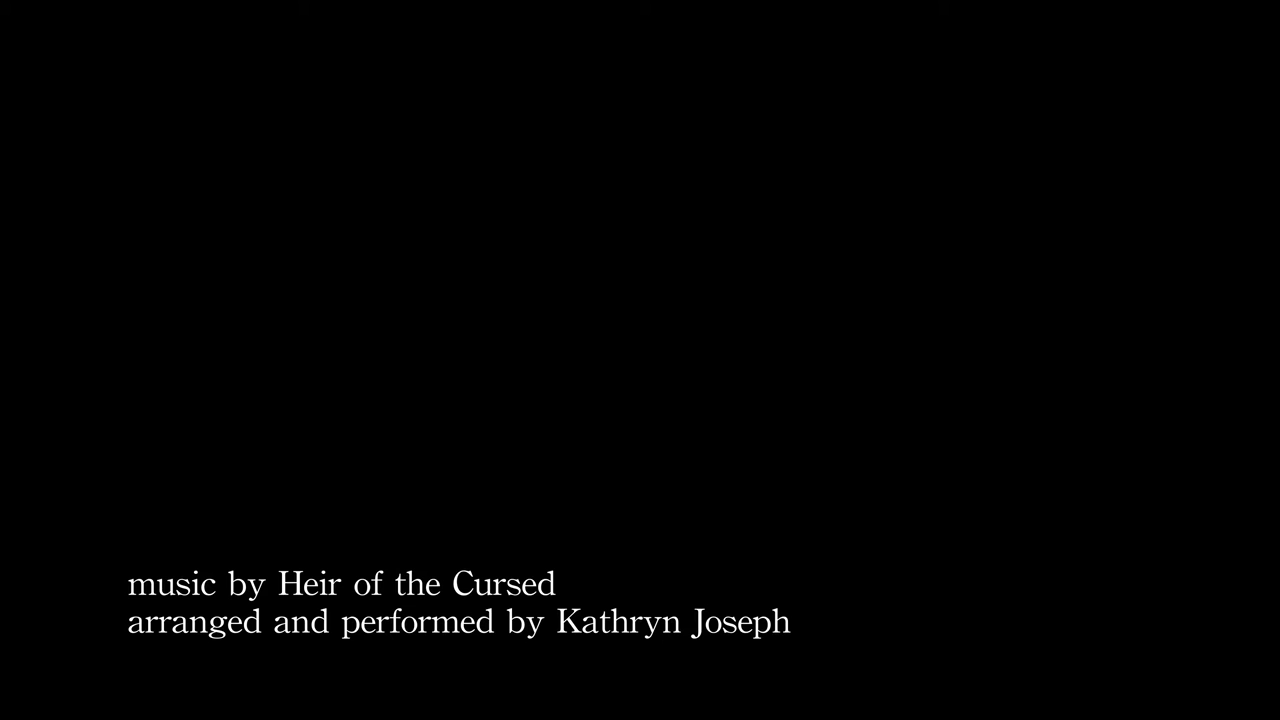 music by Heir of the Cursed
arranged and performed by Kathryn Joseph